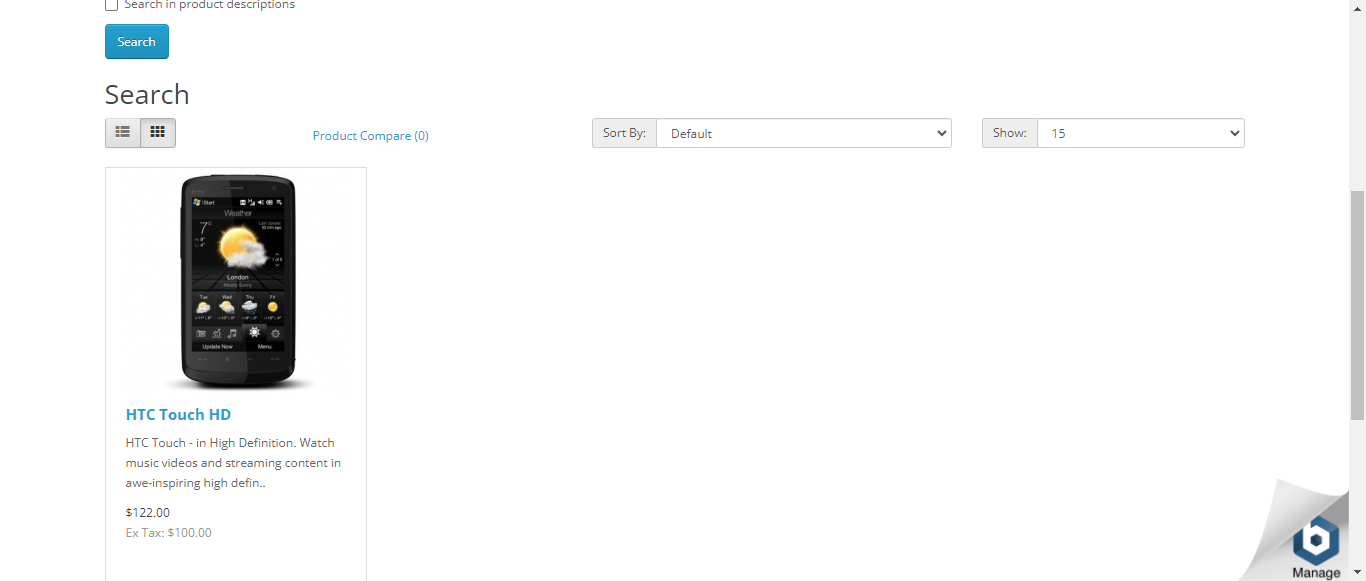 Search in product descriptions
Search
Search
Product Compare (0)
Sort By: Default
Show: 15
Start
Weather
7°
London
Mostly Sunny
Tue Wed Thu Fri
Update Now Menu
HTC Touch HD
HTC Touch - in High Definition. Watch
music videos and streaming content in
awe-inspiring high defin..
$122.00
Ex Tax: $100.00
Manage